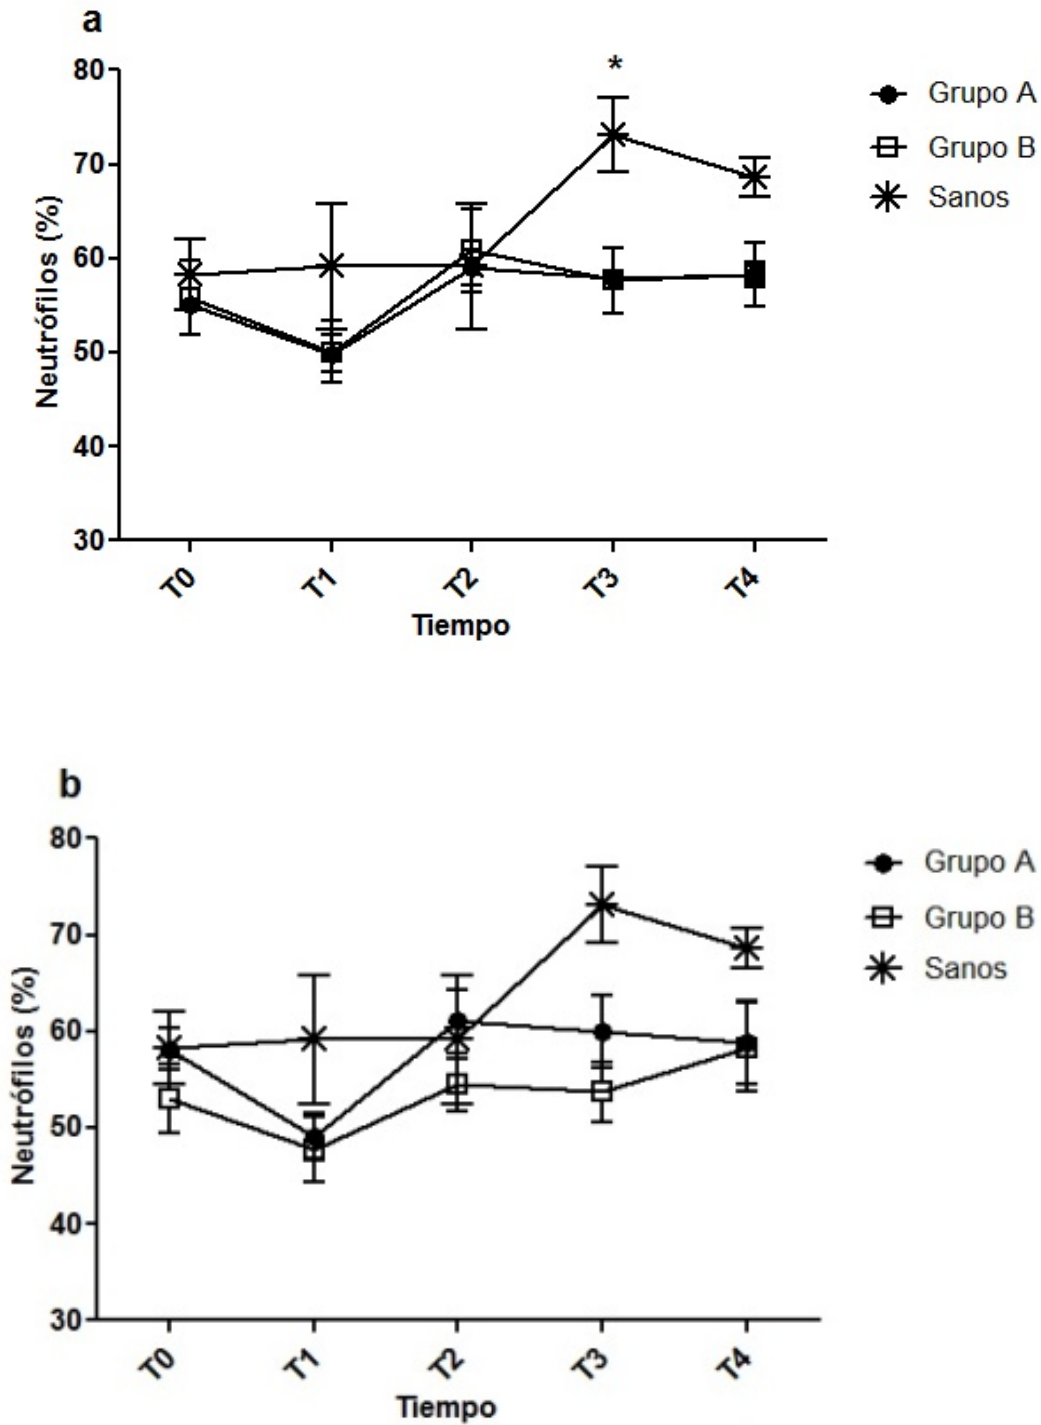 a
*
80
70
60
50
40
30
Neutrófilos (%)
T0 T1 T2 T3 T4
Tiempo
Grupo A
Grupo B
Sanos
b
80
70
60
50
40
30
Neutrófilos (%)
T0 T1 T2 T3 T4
Tiempo
Grupo A
Grupo B
Sanos